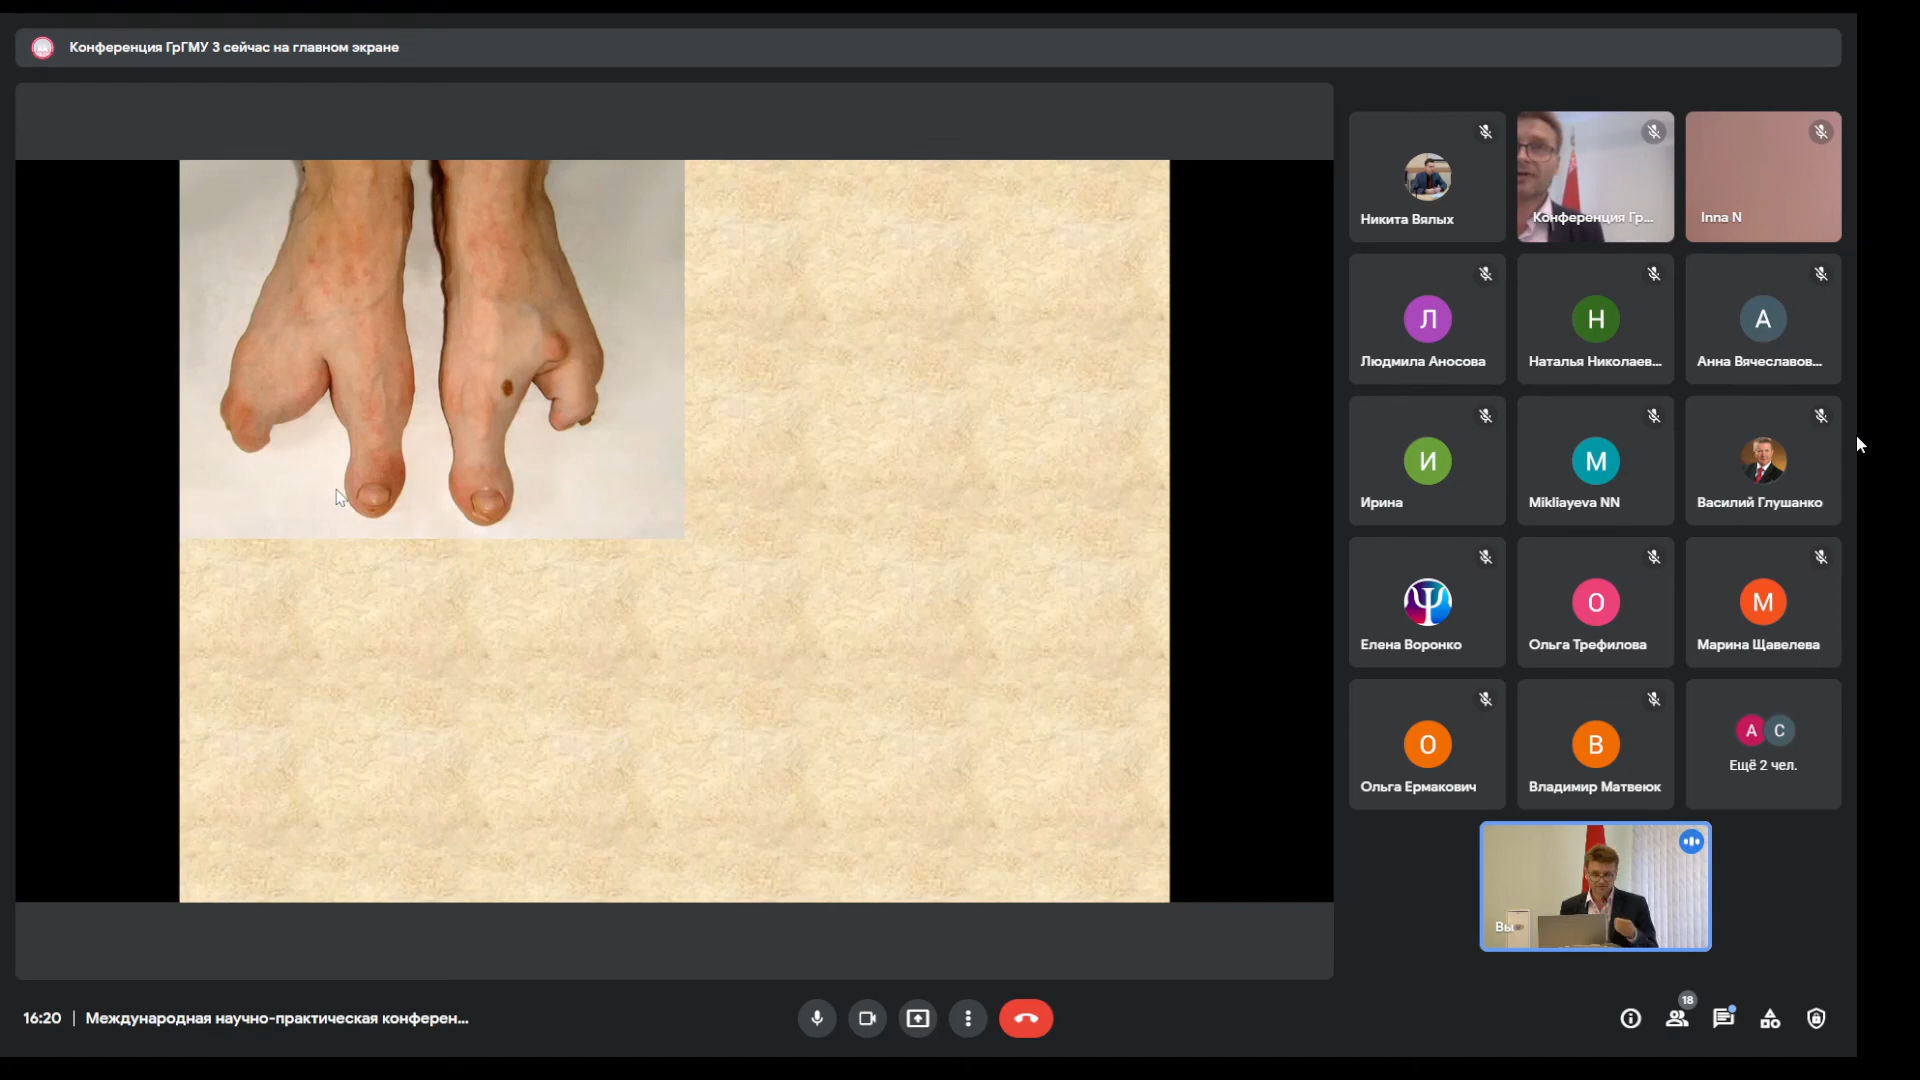 Конференция ГрГМУ 3 сейчас на главном экране
Никита Вялых
Конференция Гр...
Inna N
Л
Людмила Аносова
Н
Наталья Николаев...
А
Анна Вячеславов...
И
Ирина
M
Mikliayeva NN
Василий Глушанко
Ψ
Елена Воронко
О
Ольга Трефилова
М
Марина Щавелева
О
Ольга Ермакович
В
Владимир Матвеюк
А С
Ещё 2 чел.
Вы
16:20 | Международная научно-практическая конферен...
18